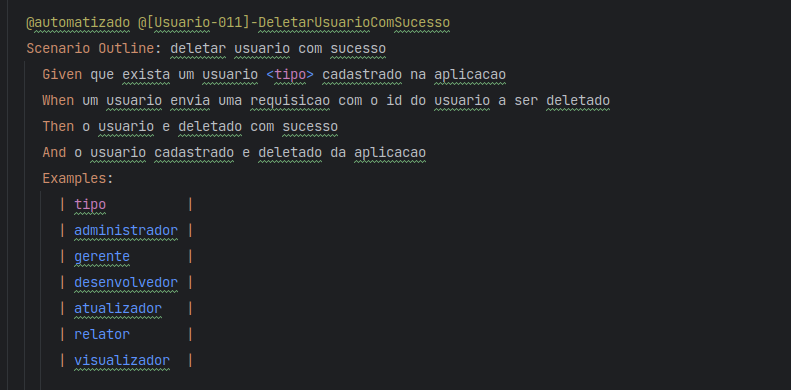 @automatizado @[Usuario-011]-DeletarUsuarioComSucesso
Scenario Outline: deletar usuario com sucesso
Given que exista um usuario <tipo> cadastrado na aplicacao
When um usuario envia uma requisicao com o id do usuario a ser deletado
Then o usuario e deletado com sucesso
And o usuario cadastrado e deletado da aplicacao
Examples:
| tipo          |
| administrador |
| gerente       |
| desenvolvedor |
| atualizador   |
| relator       |
| visualizador  |